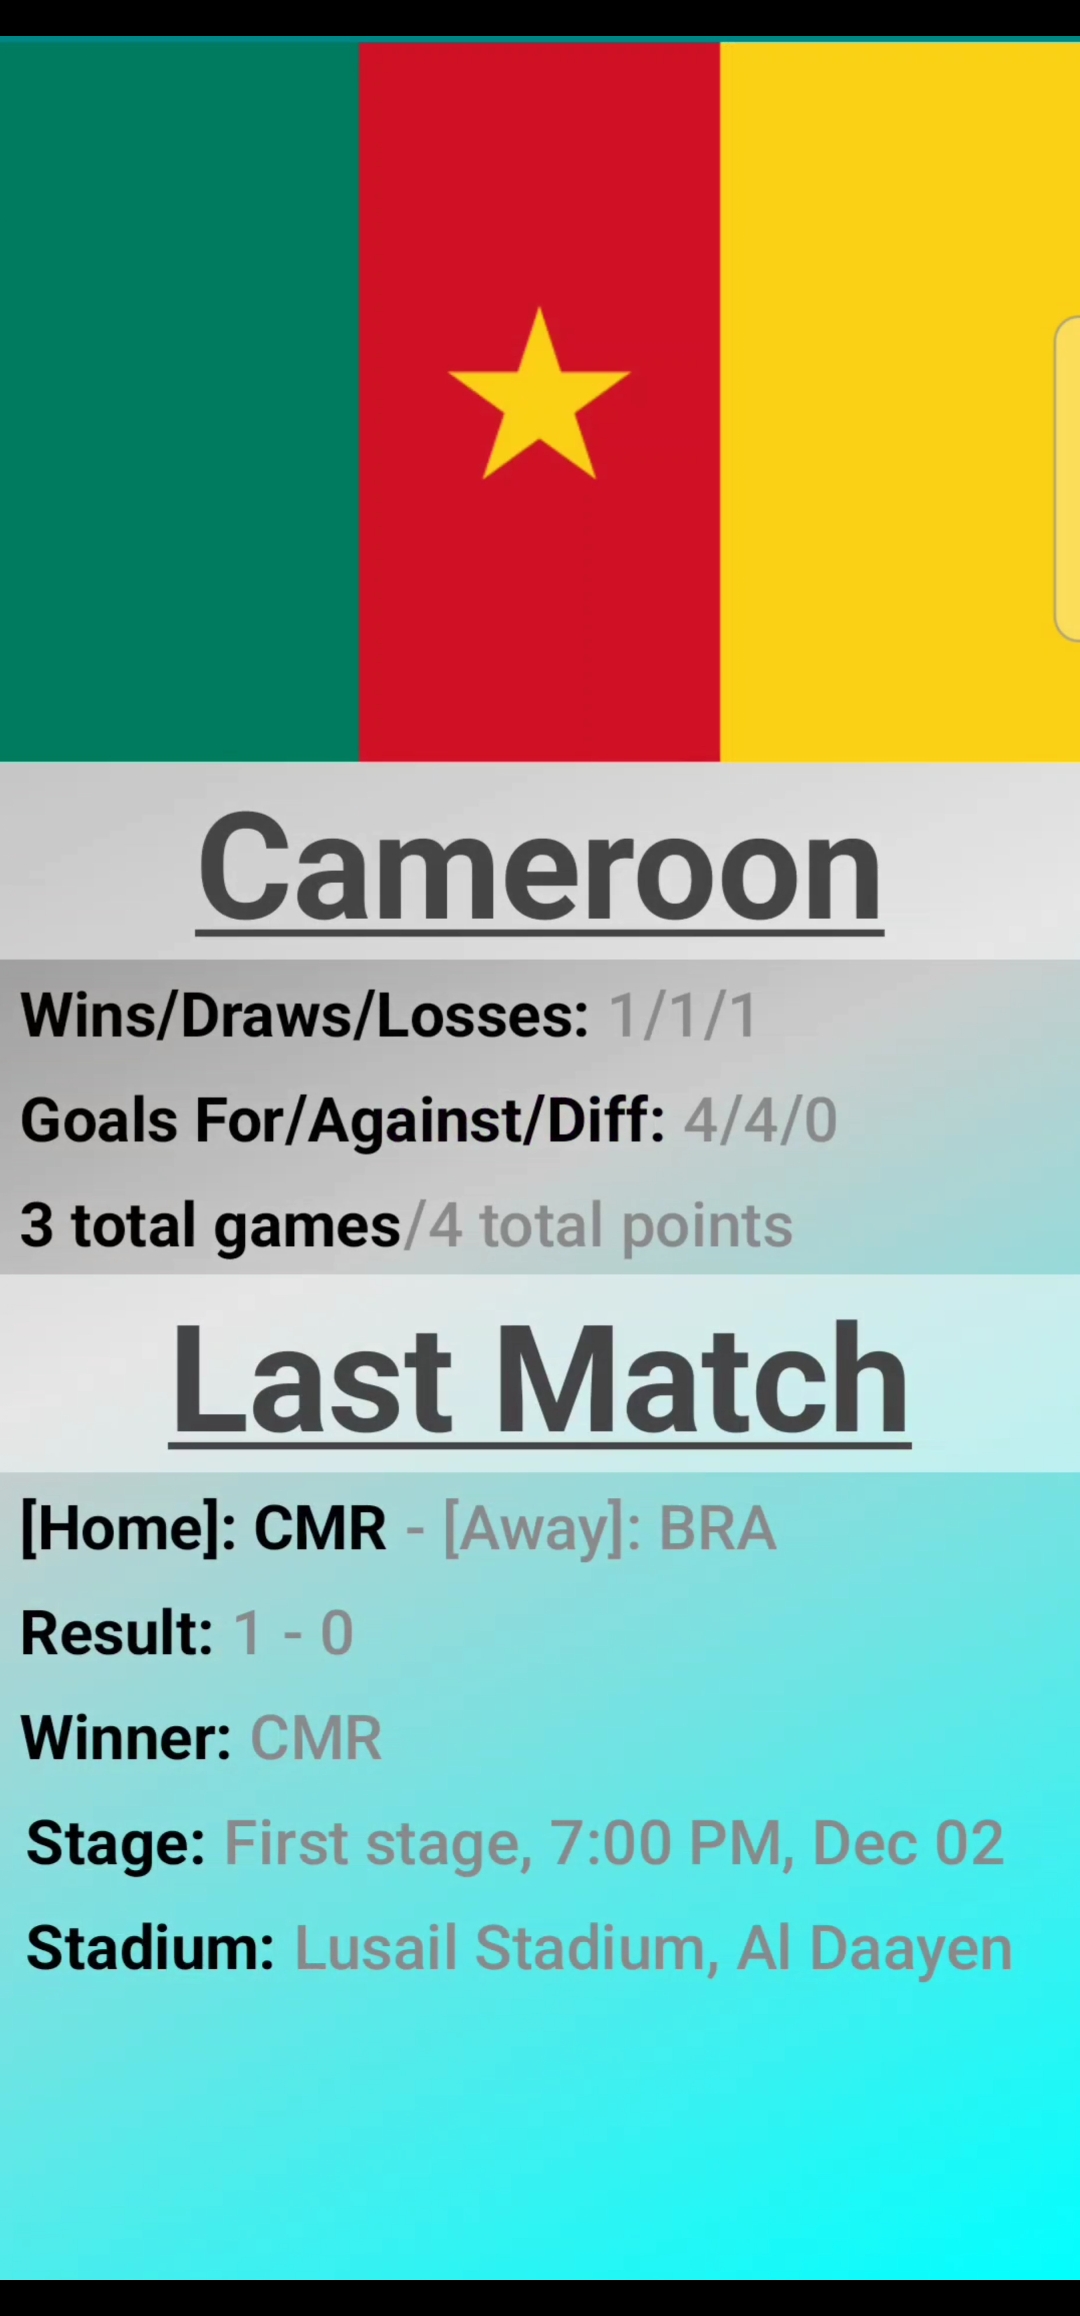 Cameroon
Wins/Draws/Losses: 1/1/1
Goals For/Against/Diff: 4/4/0
3 total games/4 total points
Last Match
[Home]: CMR - [Away]: BRA
Result: 1 - 0
Winner: CMR
Stage: First stage, 7:00 PM, Dec 02
Stadium: Lusail Stadium, Al Daayen